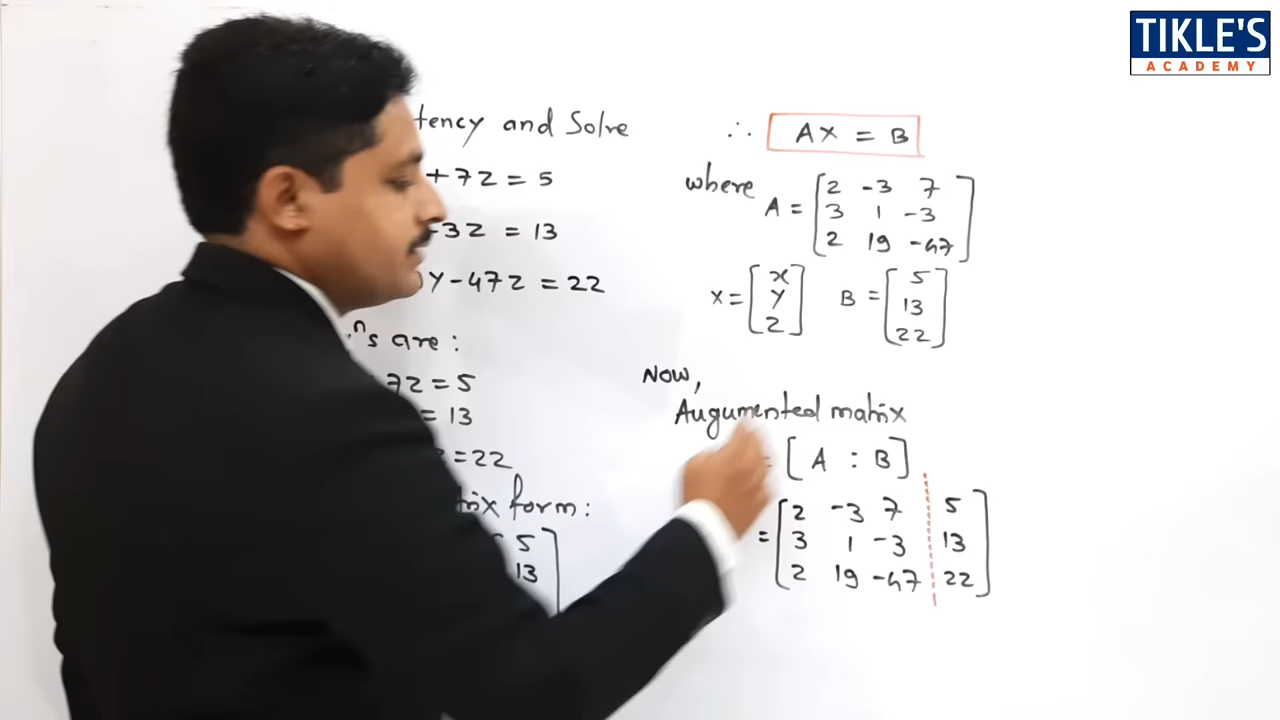 TIKLE'S
ACADEMY
and Solve
+7z = 5
3z = 13
y-47z = 22
are:
7z = 5
= 13
=22
form:
5
13
∴ AX = B
where A = [2 -3 7
3 1 -3
2 19 -47]
X = [x
y
z]
B = [5
13
22]
Now,
Augumented matrix
= [A : B]
= [2 -3 7 5
3 1 -3 13
2 19 -47 22]